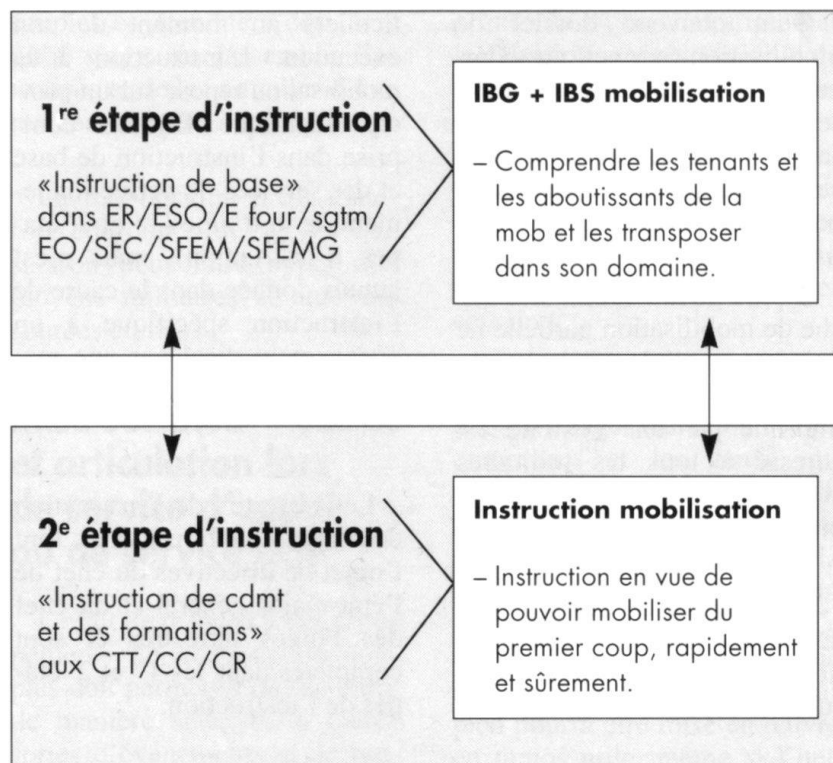 1re étape d’instruction
«Instruction de base»
dans ER/ESO/E four/sgtm/
EO/SFC/SFEM/SFEMG
IBG + IBS mobilisation
– Comprendre les tenants et
les aboutissants de la
mob et les transposer
dans son domaine.
2e étape d’instruction
«Instruction de cdmt
et des formations»
aux CTT/CC/CR
Instruction mobilisation
– Instruction en vue de
pouvoir mobiliser du
premier coup, rapidement
et sûrement.